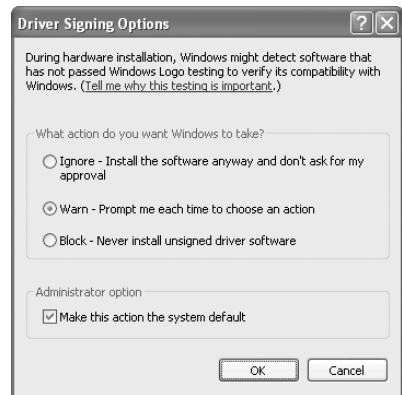 Driver Signing Options
During hardware installation, Windows might detect software that
has not passed Windows Logo testing to verify its compatibility with
Windows. (Tell me why this testing is important.)
What action do you want Windows to take?
Ignore - Install the software anyway and don't ask for my
approval
Warn - Prompt me each time to choose an action
Block - Never install unsigned driver software
Administrator option
Make this action the system default
OK Cancel